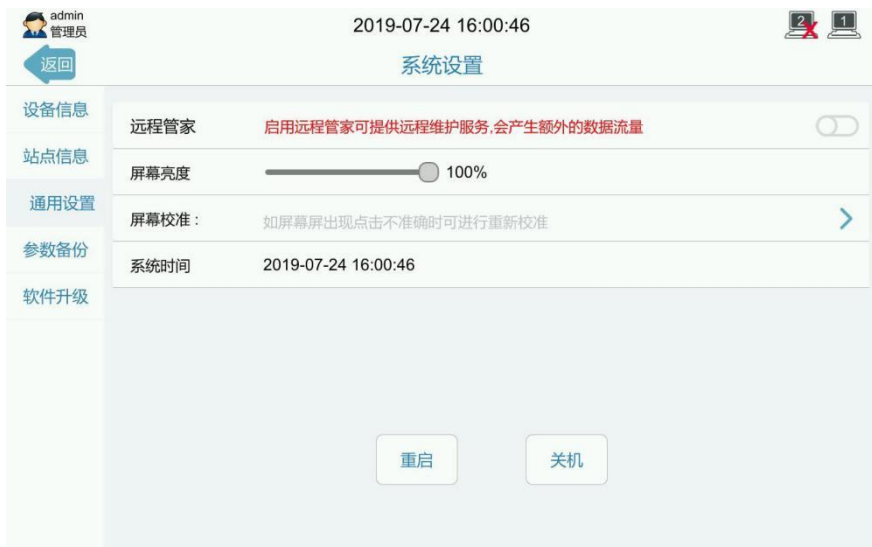 admin
管理员
2019-07-24 16:00:46
2
1
返回
系统设置
设备信息
站点信息
通用设置
参数备份
软件升级
远程管家
启用远程管家可提供远程维护服务,会产生额外的数据流量
屏幕亮度
100%
屏幕校准：
如屏幕屏出现点击不准确时可进行重新校准
系统时间
2019-07-24 16:00:46
重启
关机